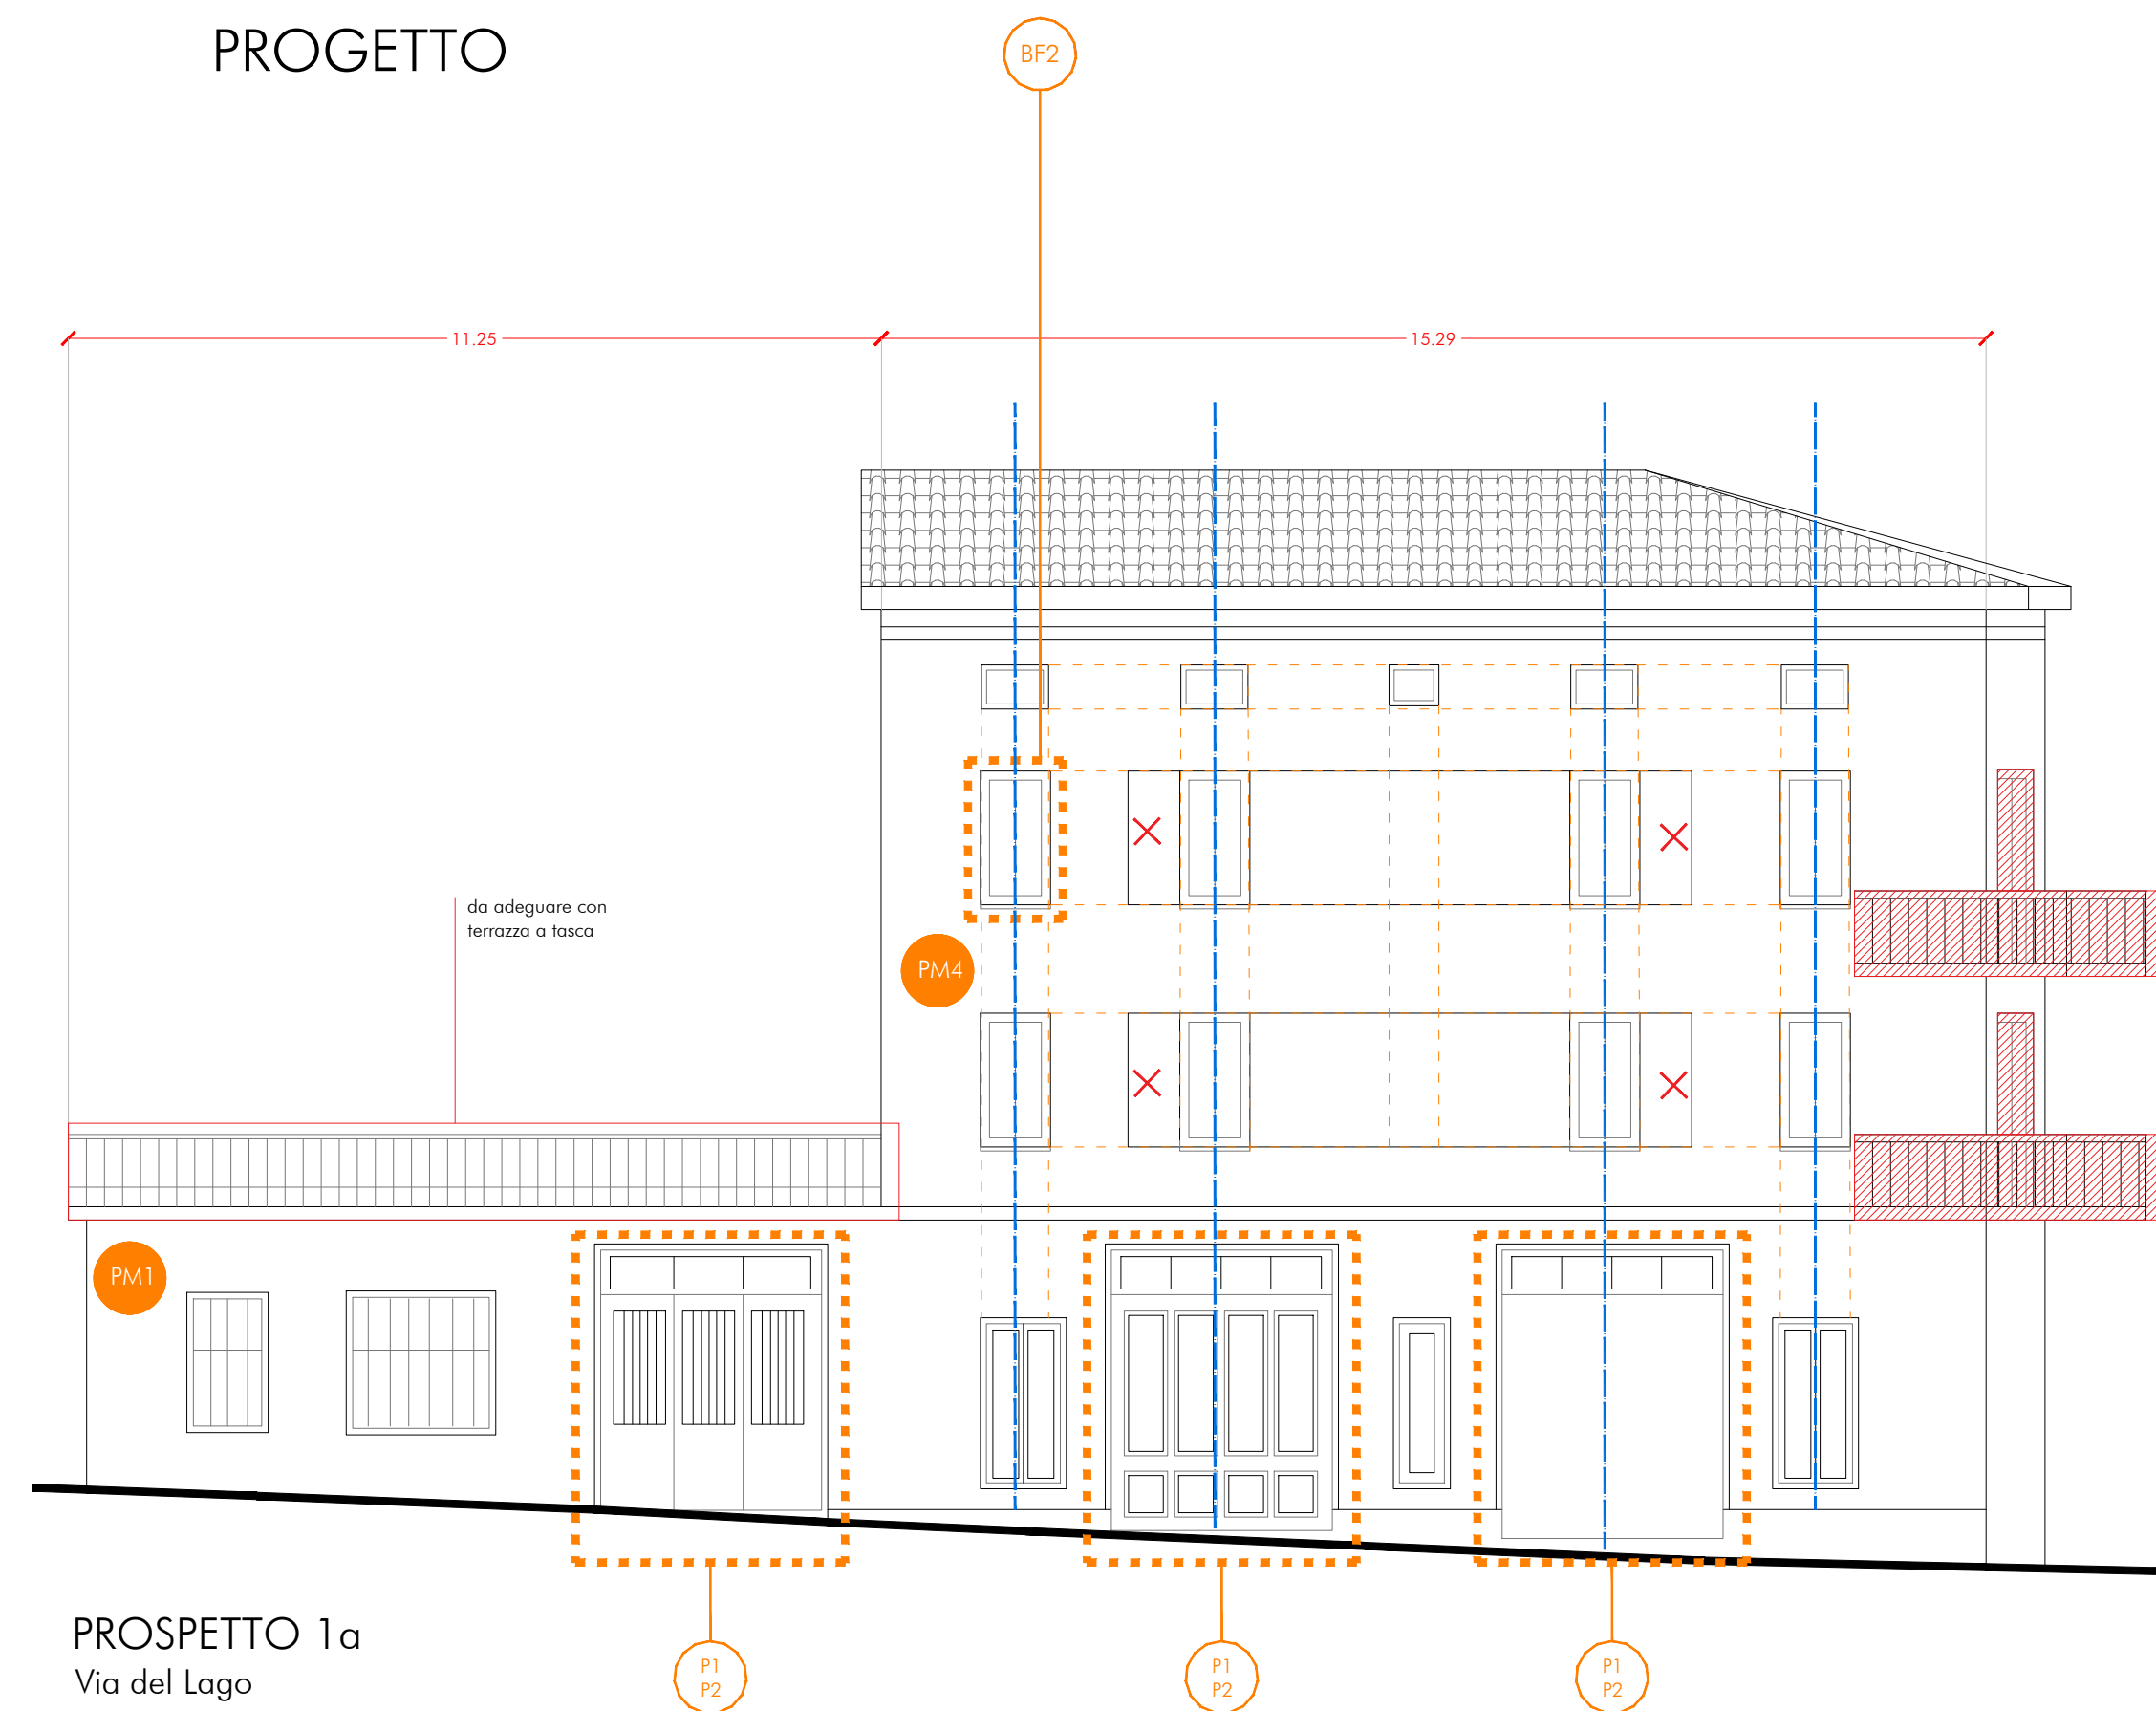 PROGETTO
BF2
11.25
15.29
da adeguare con
terrazza a tasca
PM4
PM1
PROSPETTO 1a
Via del Lago
P1
P2
P1
P2
P1
P2